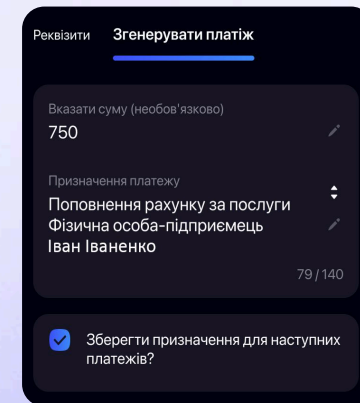 Реквізити Згенерувати платіж
Вказати суму (необов'язково)
750
Призначення платежу
Поповнення рахунку за послуги
Фізична особа-підприємець
Іван Іваненко
79 / 140
Зберегти призначення для наступних
платежів?